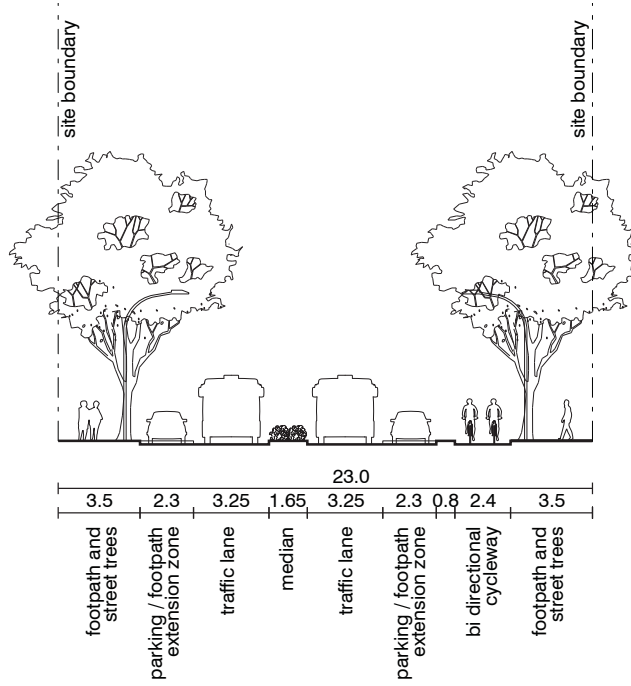 site boundary
site boundary
23.0
3.5
2.3
3.25
1.65
3.25
2.3
0.8
2.4
3.5
footpath and
street trees
parking / footpath
extension zone
traffic lane
median
traffic lane
parking / footpath
extension zone
bi directional
cycleway
footpath and
street trees